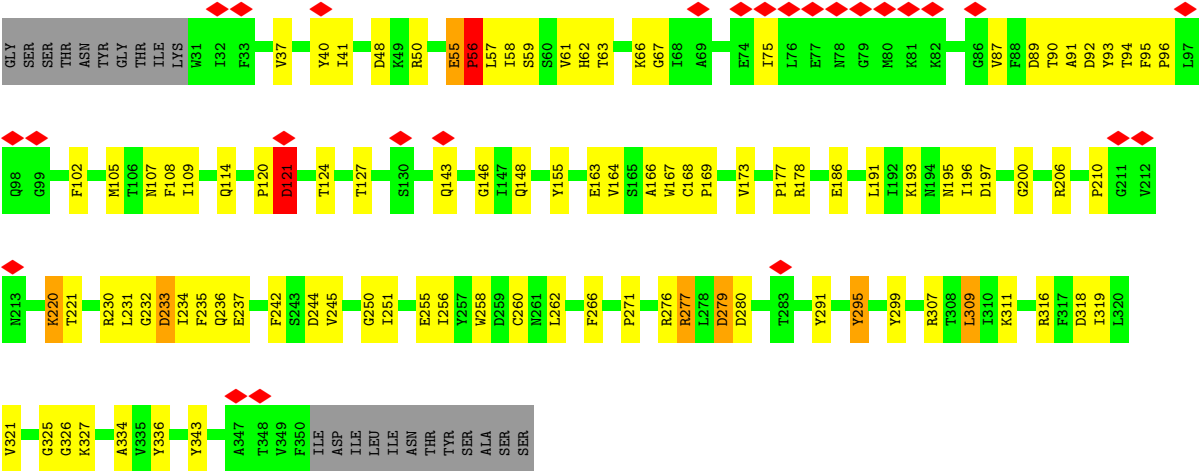 GLY SER SER THR ASN TYR GLY THR ILE LYS W31 I32 F33 V37 Y40 I41 D48 K49 R50 E55 P56 L57 I58 S59 S60 V61 H62 T63 K66 G67 I68 A69 E74 I75 L76 E77 N78 G79 M80 K81 K82 G86 V87 F88 D89 T90 A91 D92 Y93 T94 F95 P96 L97
Q98 G99 F102 M105 T106 N107 F108 I109 Q114 P120 D121 T124 T127 S130 Q143 G146 I147 Q148 Y155 E163 V164 S165 A166 W167 C168 P169 V173 P177 R178 E186 L191 I192 K193 N194 N195 I196 D197 G200 R206 P210 G211 V212
N213 K220 T221 R230 L231 G232 D233 I234 F235 Q236 E237 F242 S243 D244 V245 G250 I251 E255 I256 Y257 W258 D259 C260 N261 L262 F266 P271 R276 R277 L278 D279 D280 T283 Y291 Y295 Y299 R307 T308 L309 I310 K311 R316 F317 D318 I319 L320
V321 G325 G326 K327 A334 V335 Y336 Y343 A347 T348 V349 F350 ILE ASP ILE LEU ILE ASN THR TYR SER ALA SER SER